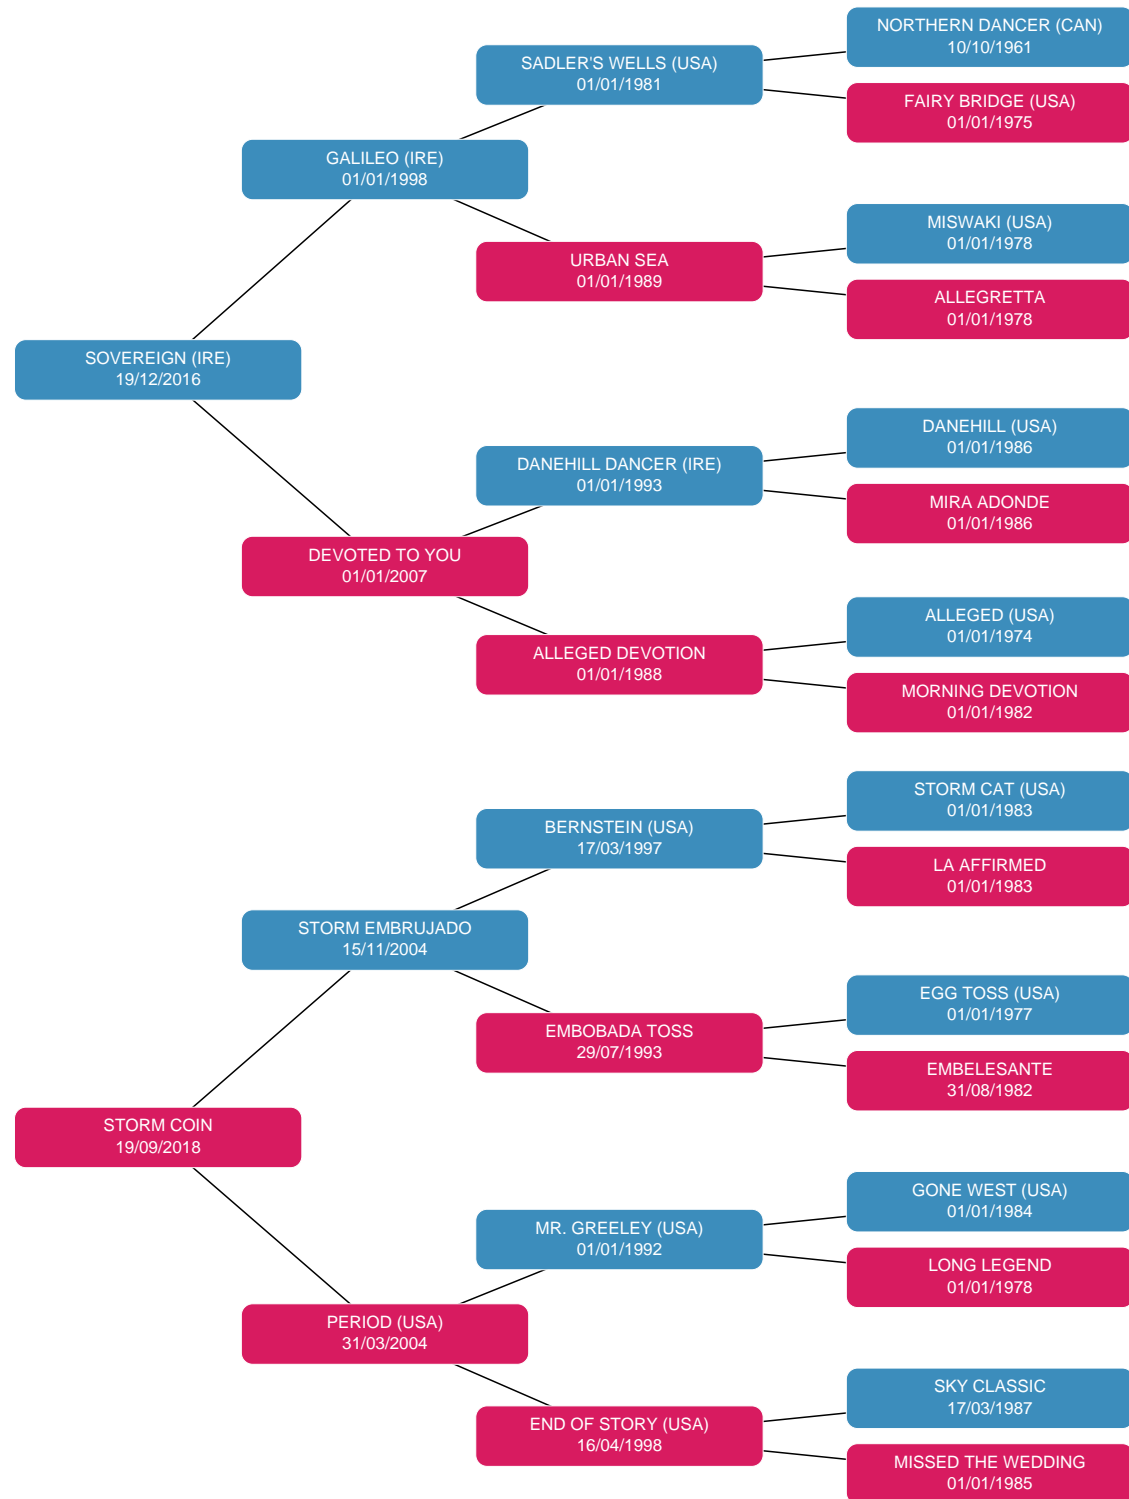 NORTHERN DANCER (CAN)
10/10/1961
SADLER'S WELLS (USA)
01/01/1981
FAIRY BRIDGE (USA)
01/01/1975
GALILEO (IRE)
01/01/1998
MISWAKI (USA)
01/01/1978
URBAN SEA
01/01/1989
ALLEGRETTA
01/01/1978
SOVEREIGN (IRE)
19/12/2016
DANEHILL (USA)
01/01/1986
DANEHILL DANCER (IRE)
01/01/1993
MIRA ADONDE
01/01/1986
DEVOTED TO YOU
01/01/2007
ALLEGED (USA)
01/01/1974
ALLEGED DEVOTION
01/01/1988
MORNING DEVOTION
01/01/1982
STORM CAT (USA)
01/01/1983
BERNSTEIN (USA)
17/03/1997
LA AFFIRMED
01/01/1983
STORM EMBRUJADO
15/11/2004
EGG TOSS (USA)
01/01/1977
EMBOBADA TOSS
29/07/1993
EMBELESANTE
31/08/1982
STORM COIN
19/09/2018
GONE WEST (USA)
01/01/1984
MR. GREELEY (USA)
01/01/1992
LONG LEGEND
01/01/1978
PERIOD (USA)
31/03/2004
SKY CLASSIC
17/03/1987
END OF STORY (USA)
16/04/1998
MISSED THE WEDDING
01/01/1985